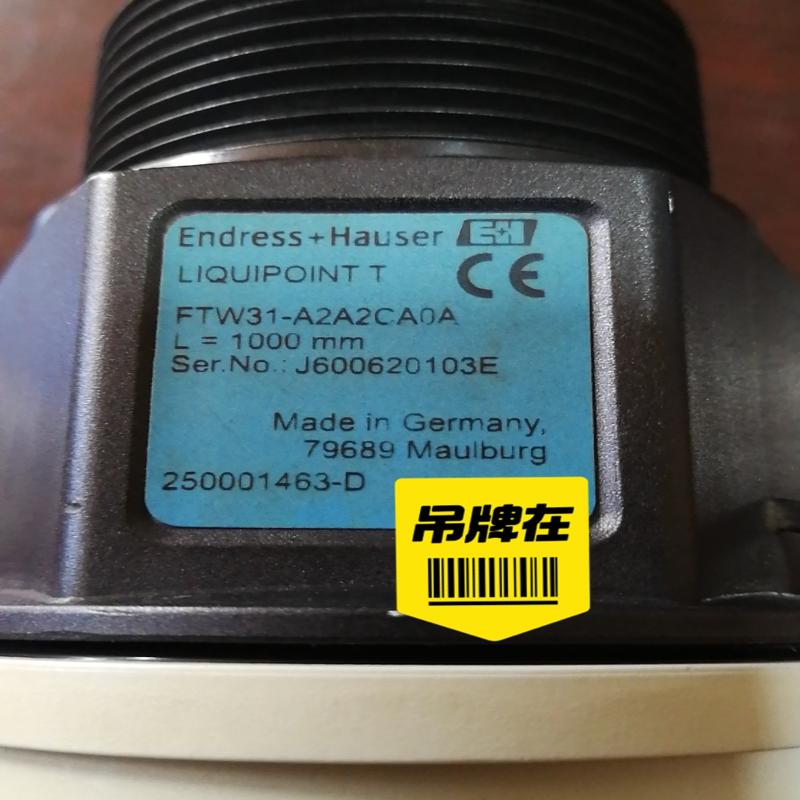 Endress+Hauser E+H
LIQUIPOINT T CE
FTW31-A2A2CA0A
L = 1000 mm
Ser.No.: J600620103E
Made in Germany,
79689 Maulburg
250001463-D
吊牌在